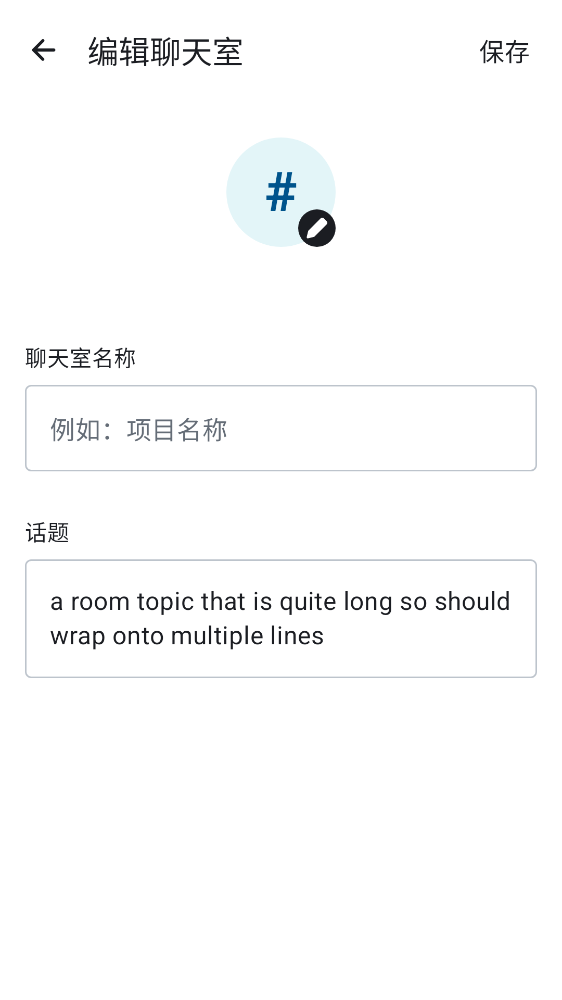 编辑聊天室
保存
#
聊天室名称
例如：项目名称
话题
a room topic that is quite long so should
wrap onto multiple lines